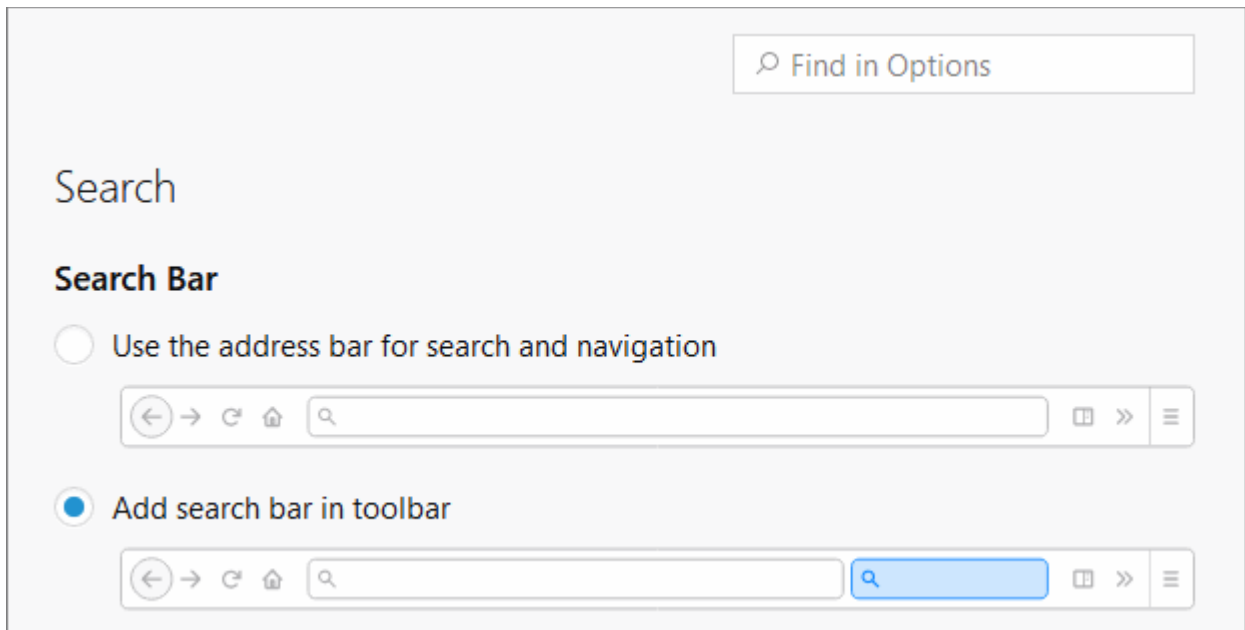 Find in Options
Search
Search Bar
Use the address bar for search and navigation
Add search bar in toolbar